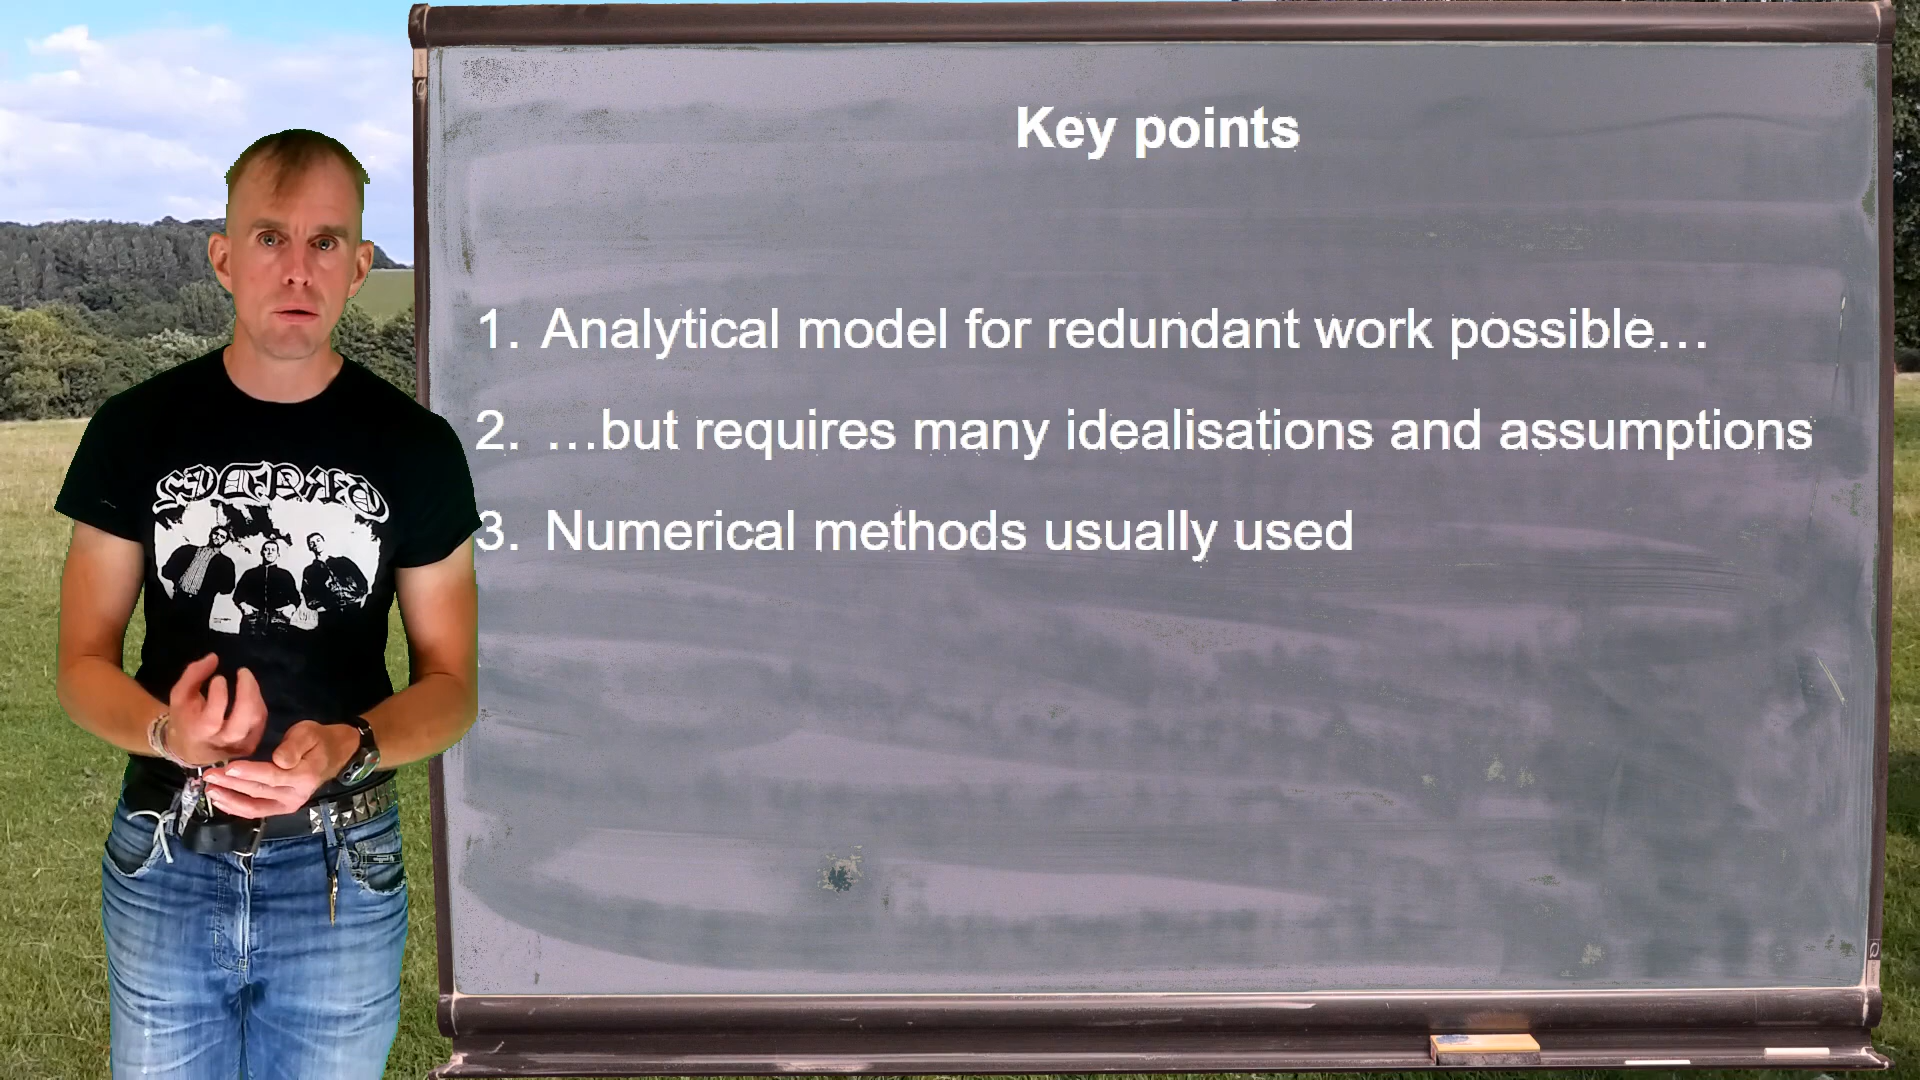 Key points
1. Analytical model for redundant work possible…
2. …but requires many idealisations and assumptions
3. Numerical methods usually used